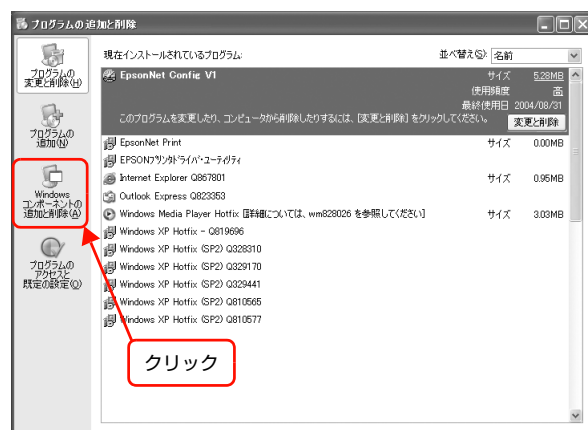 プログラムの追加と削除
プログラムの
変更と削除(H)
プログラムの
追加(N)
Windows
コンポーネントの
追加と削除(A)
プログラムの
アクセスと
既定の設定(O)
現在インストールされているプログラム:
並べ替え(S): 名前
EpsonNet Config V1
サイズ 5.28MB
使用頻度 高
最終使用日 2004/08/31
このプログラムを変更したり、コンピュータから削除したりするには、[変更と削除] をクリックしてください。
変更と削除
EpsonNet Print サイズ 0.00MB
EPSONプリンタドライバ・ユーティリティ
Internet Explorer Q867801 サイズ 0.95MB
Outlook Express Q823353
Windows Media Player Hotfix [詳細については、wm828026 を参照してください] サイズ 3.03MB
Windows XP Hotfix - Q819696
Windows XP Hotfix (SP2) Q328310
Windows XP Hotfix (SP2) Q329170
Windows XP Hotfix (SP2) Q329441
Windows XP Hotfix (SP2) Q810565
Windows XP Hotfix (SP2) Q810577
クリック